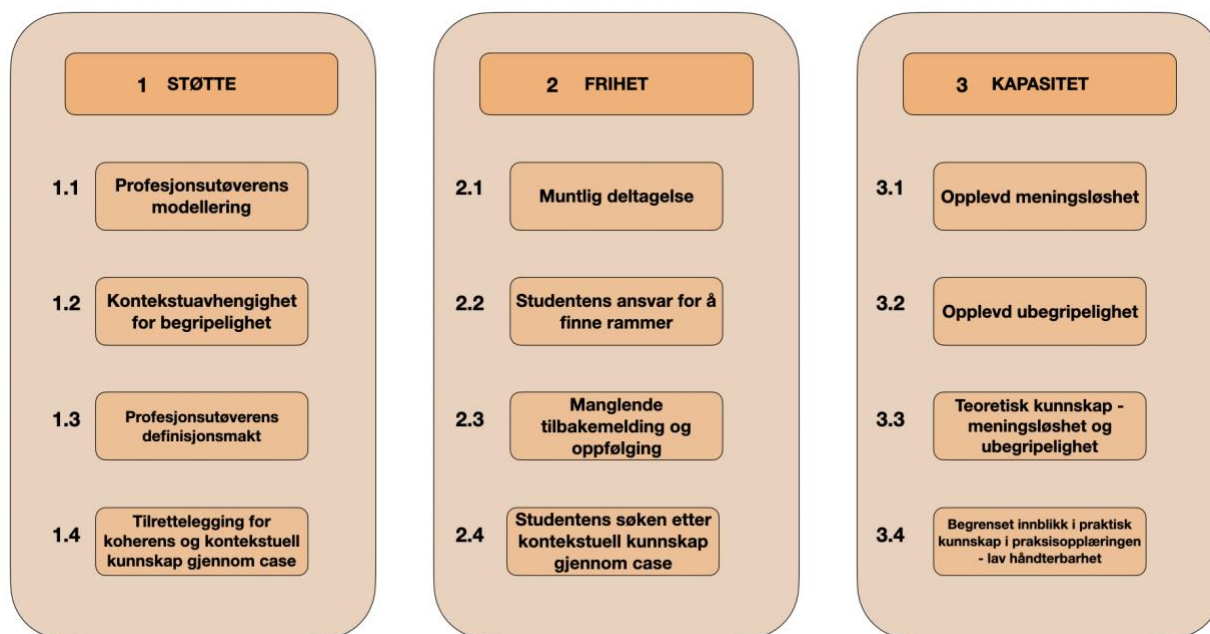 1 STØTTE
1.1 Profesjonsutøverens
modellering
1.2 Kontekstuavhengighet
for begripelighet
1.3 Profesjonsutøverens
definisjonsmakt
1.4 Tilrettelegging for
koherens og kontekstuell
kunnskap gjennom case
2 FRIHET
2.1 Muntlig deltagelse
2.2 Studentens ansvar for å
finne rammer
2.3 Manglende
tilbakemelding og
oppfølging
2.4 Studentens søken etter
kontekstuell kunnskap
gjennom case
3 KAPASITET
3.1 Opplevd meningsløshet
3.2 Opplevd ubegripelighet
3.3 Teoretisk kunnskap -
meningsløshet og
ubegripelighet
3.4 Begrenset innblikk i praktisk
kunnskap i praksisopplæringen
- lav håndterbarhet